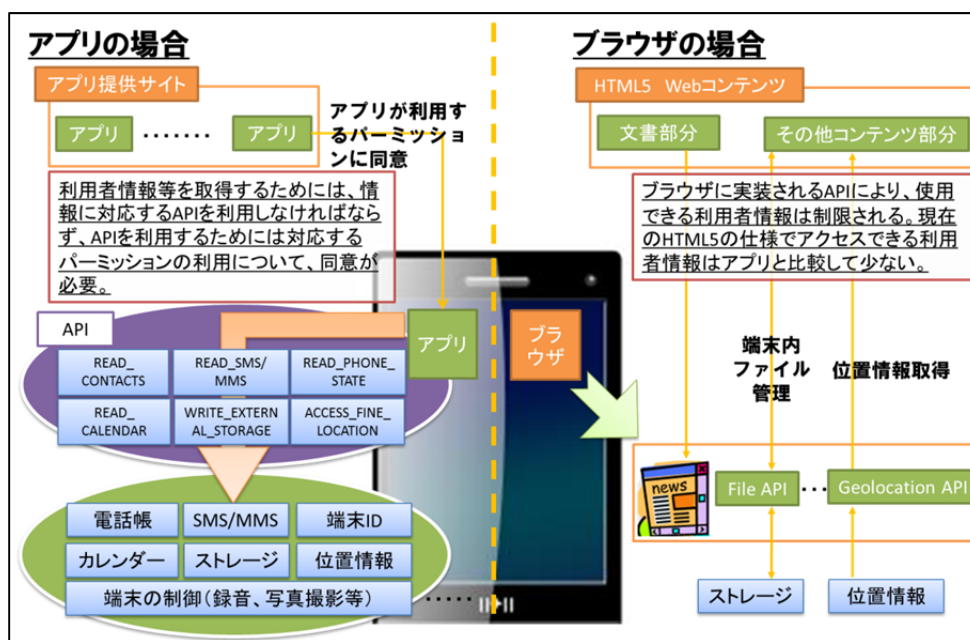 アプリの場合
アプリ提供サイト
アプリ ・・・・・・・ アプリ
アプリが利用す
るパーミッショ
ンに同意
利用者情報等を取得するためには、情
報に対応するAPIを利用しなければなら
ず、APIを利用するためには対応する
パーミッションの利用について、同意が
必要。
API
READ_
CONTACTS
READ_SMS/
MMS
READ_PHONE_
STATE
READ_
CALENDAR
WRITE_EXTERN
AL_STORAGE
ACCESS_FINE_
LOCATION
アプリ
電話帳
SMS/MMS
端末ID
カレンダー
ストレージ
位置情報
端末の制御(録音、写真撮影等)
・・・・・・
ブラウザの場合
HTML5 Webコンテンツ
文書部分
その他コンテンツ部分
ブラウザに実装されるAPIにより、使用
できる利用者情報は制限される。現在
のHTML5の仕様でアクセスできる利用
者情報はアプリと比較して少ない。
ブラ
ウザ
端末内
ファイル
管理
位置情報取得
news
File API ・・・ Geolocation API
ストレージ
位置情報